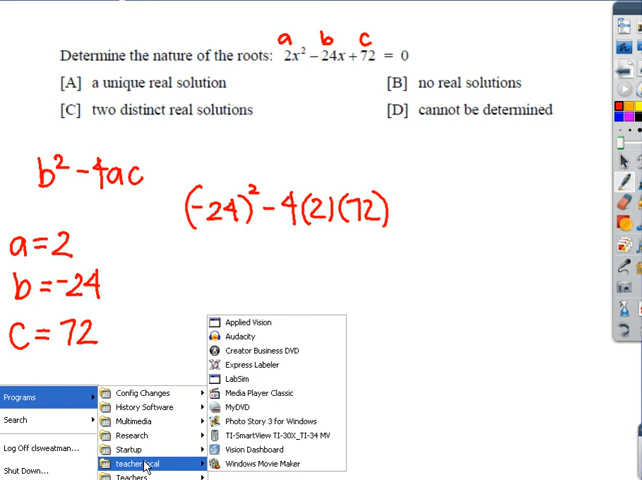 a b c
Determine the nature of the roots: 2x² − 24x + 72 = 0
[A] a unique real solution [B] no real solutions
[C] two distinct real solutions [D] cannot be determined
b² − 4ac
(−24)² − 4(2)(72)
a = 2
b = −24
c = 72
Applied Vision
Audacity
Creator Business DVD
Express Labeler
LabSim
Media Player Classic
MyDVD
Photo Story 3 for Windows
TI-SmartView TI-30X_TI-34 MV
Vision Dashboard
Windows Movie Maker
Config Changes
History Software
Multimedia
Research
Startup
teacher local
Teachers
Programs
Search
Log Off clsweatman...
Shut Down...